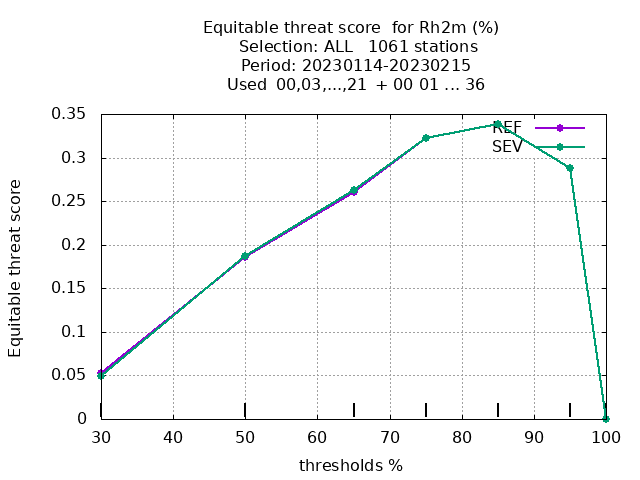 Equitable threat score  for Rh2m (%)
Selection: ALL   1061 stations
Period: 20230114-20230215
Used  00,03,...,21  + 00 01 ... 36
0.35
0.3
0.25
0.2
0.15
0.1
0.05
0
Equitable threat score
REF
SEV
30 40 50 60 70 80 90 100
thresholds %